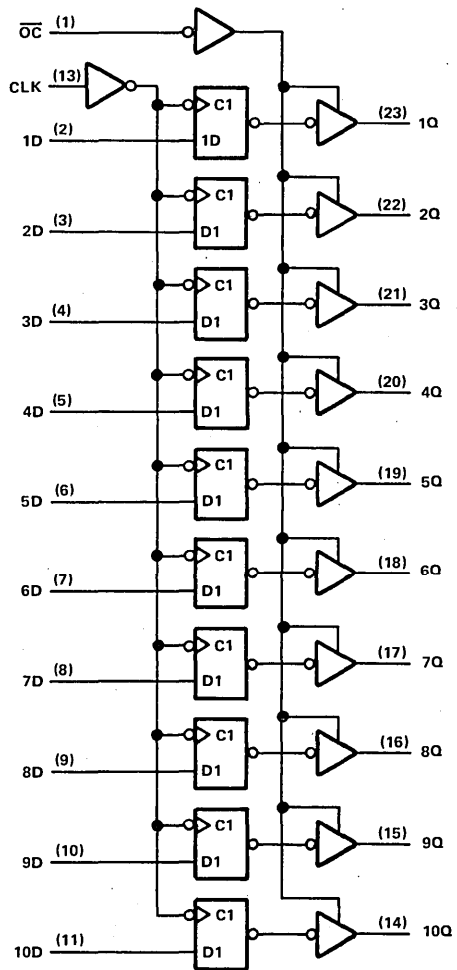 OC (1)
CLK (13)
C1 (23) 1Q
1D (2) 1D
C1 (22) 2Q
2D (3) D1
C1 (21) 3Q
3D (4) D1
C1 (20) 4Q
4D (5) D1
C1 (19) 5Q
5D (6) D1
C1 (18) 6Q
6D (7) D1
C1 (17) 7Q
7D (8) D1
C1 (16) 8Q
8D (9) D1
C1 (15) 9Q
9D (10) D1
C1 (14) 10Q
10D (11) D1